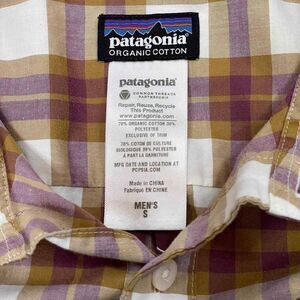 patagonia
ORGANIC COTTON
patagonia
COMMON THREADS
PARTNERSHIP
Repair, Reuse, Recycle
This Product
www.patagonia.com
70% ORGANIC COTTON 30%
POLYESTER
EXCLUSIVE OF TRIM
70% COTON DE CULTURE
BIOLOGIQUE 30% POLYESTER
À PART LA GARNITURE
MFG DATE AND LOCATION AT
PCPSIA.COM
Made in CHINA
Fabriqué EN CHINE
MEN'S
S